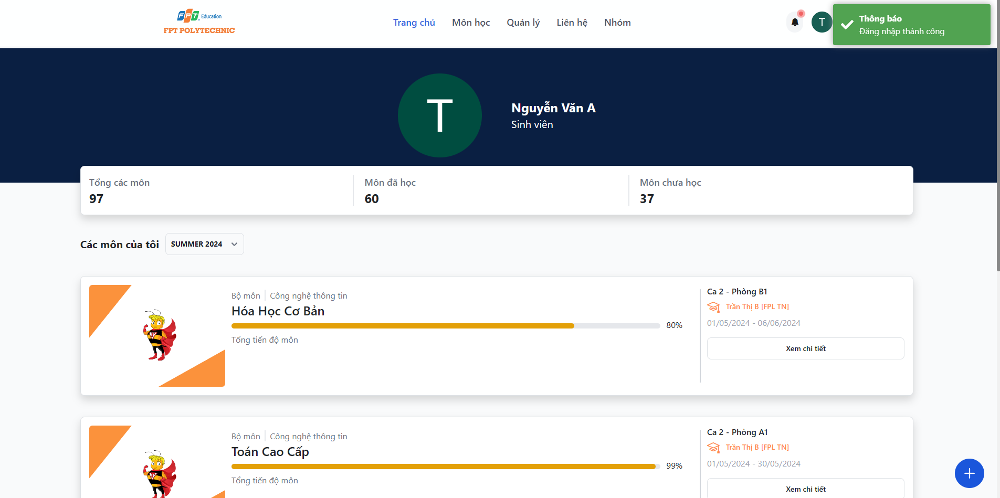 FPT Education
FPT POLYTECHNIC
Trang chủ
Môn học
Quản lý
Liên hệ
Nhóm
T
Thông báo
Đăng nhập thành công
T
Nguyễn Văn A
Sinh viên
Tổng các môn
97
Môn đã học
60
Môn chưa học
37
Các môn của tôi
SUMMER 2024
Bộ môn
Công nghệ thông tin
Hóa Học Cơ Bản
80%
Tổng tiến độ môn
Ca 2 - Phòng B1
Trần Thị B [FPL TN]
01/05/2024 - 06/06/2024
Xem chi tiết
Bộ môn
Công nghệ thông tin
Toán Cao Cấp
99%
Tổng tiến độ môn
Ca 2 - Phòng A1
Trần Thị B [FPL TN]
01/05/2024 - 30/05/2024
Xem chi tiết